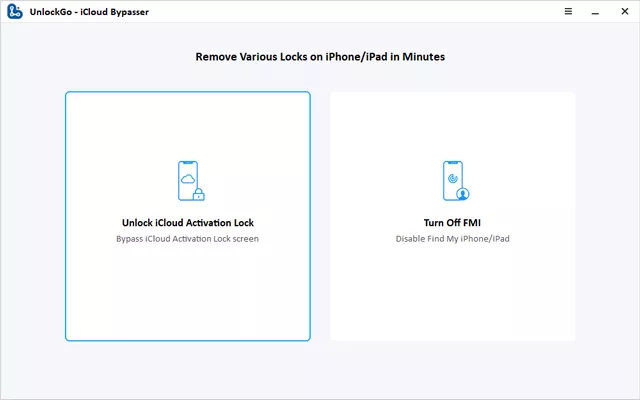 UnlockGo - iCloud Bypasser
Remove Various Locks on iPhone/iPad in Minutes
Unlock iCloud Activation Lock
Bypass iCloud Activation Lock screen
Turn Off FMI
Disable Find My iPhone/iPad